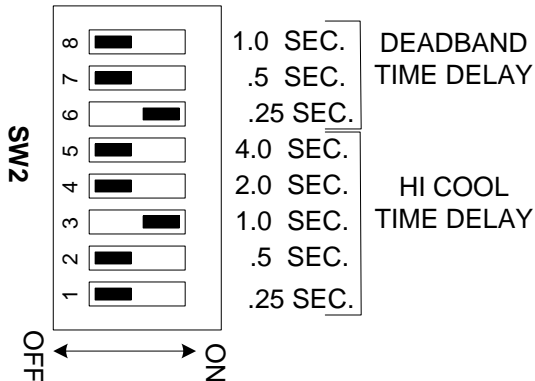 SW2
8 1.0 SEC.
7 .5 SEC.
6 .25 SEC.
DEADBAND
TIME DELAY
5 4.0 SEC.
4 2.0 SEC.
3 1.0 SEC.
2 .5 SEC.
1 .25 SEC.
HI COOL
TIME DELAY
OFF ON